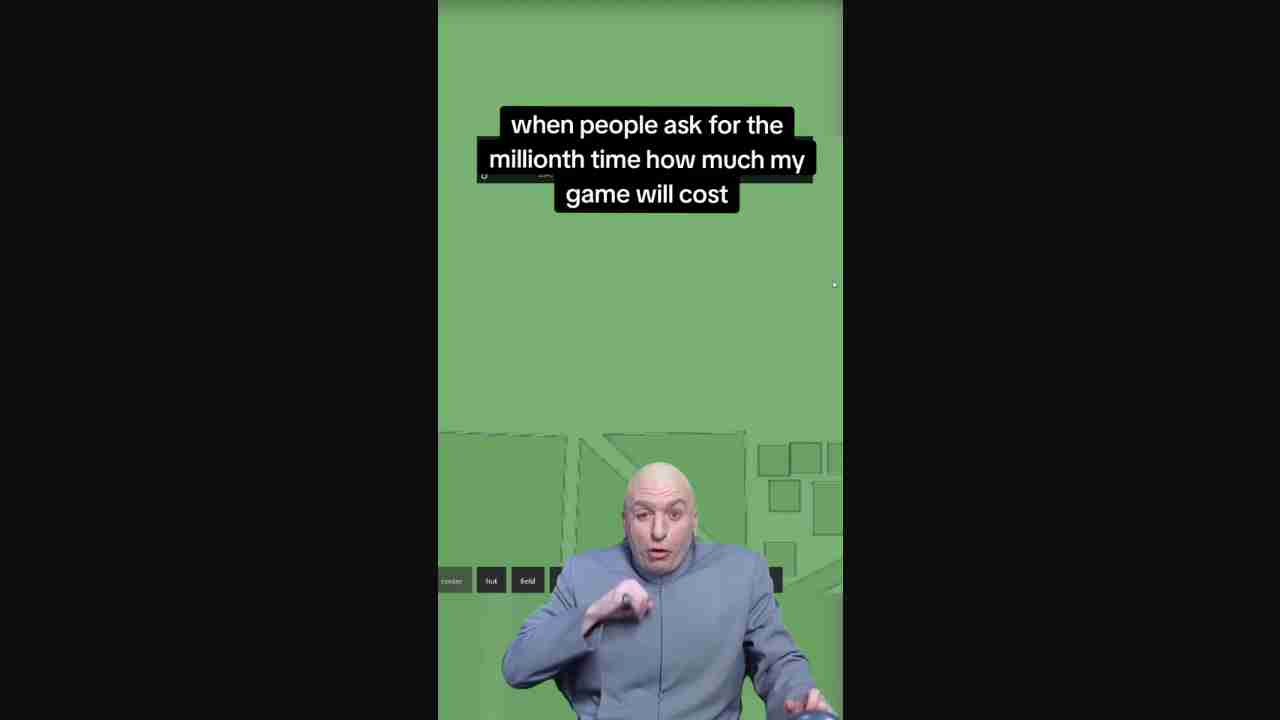 when people ask for the
millionth time how much my
game will cost
center
hut
field